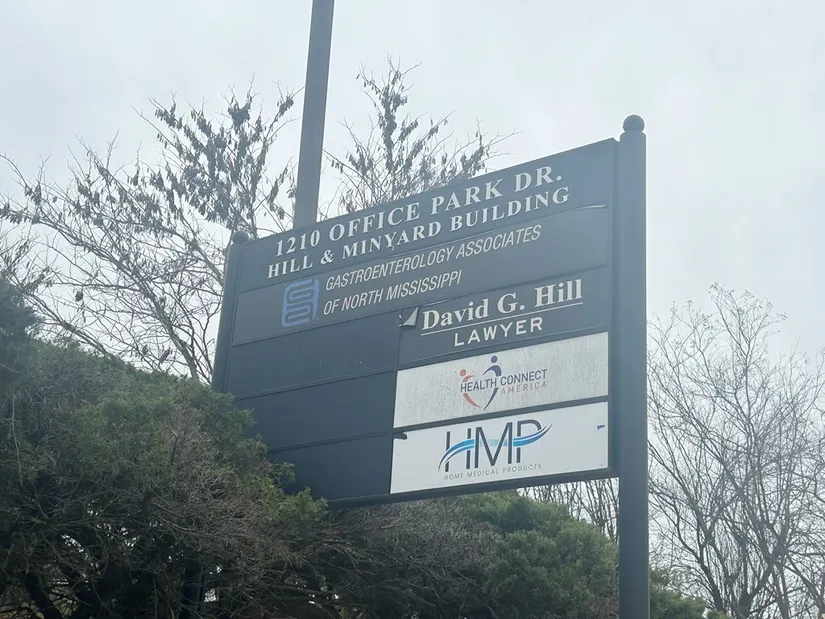 1210 OFFICE PARK DR.
HILL & MINYARD BUILDING
GASTROENTEROLOGY ASSOCIATES
OF NORTH MISSISSIPPI
David G. Hill
LAWYER
HEALTH CONNECT
AMERICA
HMP
HOME MEDICAL PRODUCTS